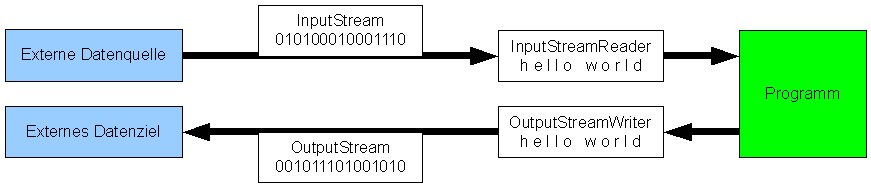 InputStream
010100010001110
Externe Datenquelle
InputStreamReader
hello world
Programm
Externes Datenziel
OutputStream
001011101001010
OutputStreamWriter
hello world